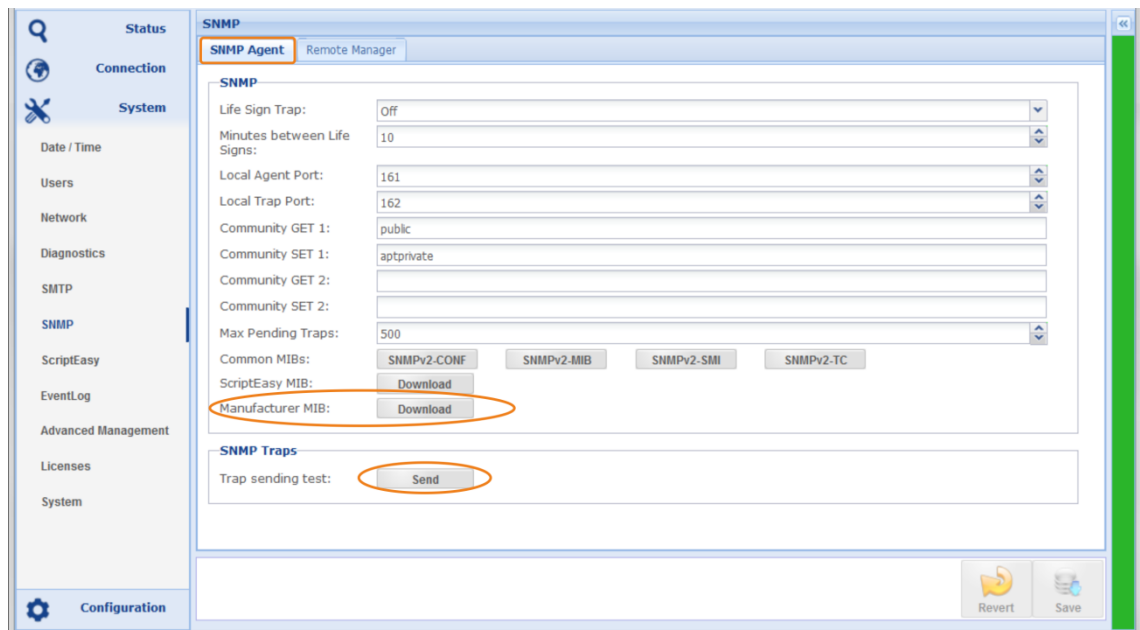 Status
Connection
System
Date / Time
Users
Network
Diagnostics
SMTP
SNMP
ScriptEasy
EventLog
Advanced Management
Licenses
System
Configuration
SNMP
SNMP Agent Remote Manager
SNMP
Life Sign Trap: Off
Minutes between Life
Signs: 10
Local Agent Port: 161
Local Trap Port: 162
Community GET 1: public
Community SET 1: aptprivate
Community GET 2:
Community SET 2:
Max Pending Traps: 500
Common MIBs: SNMPv2-CONF SNMPv2-MIB SNMPv2-SMI SNMPv2-TC
ScriptEasy MIB: Download
Manufacturer MIB: Download
SNMP Traps
Trap sending test: Send
Revert Save